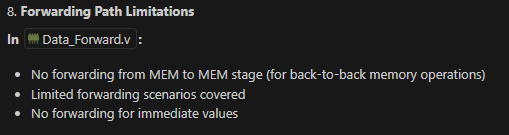 8. Forwarding Path Limitations
In Data_Forward.v :
• No forwarding from MEM to MEM stage (for back-to-back memory operations)
• Limited forwarding scenarios covered
• No forwarding for immediate values